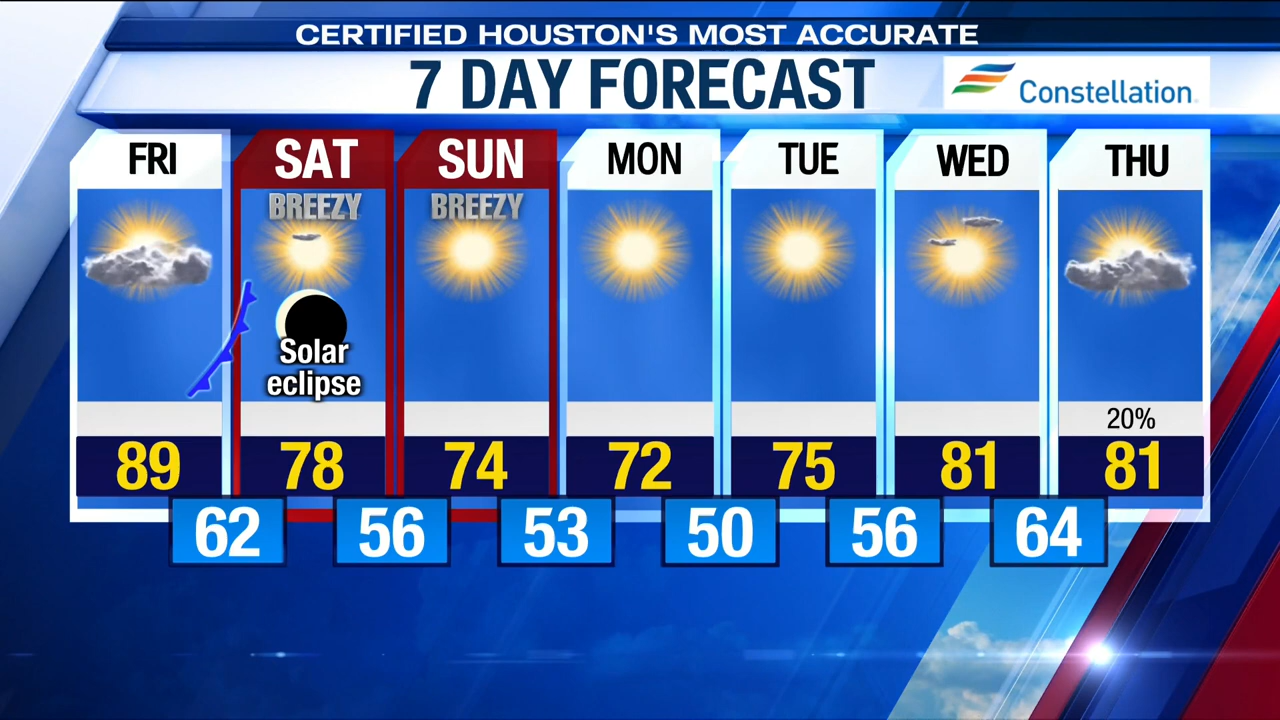 CERTIFIED HOUSTON'S MOST ACCURATE
7 DAY FORECAST
Constellation
FRI
SAT
SUN
MON
TUE
WED
THU
BREEZY
BREEZY
Solar
eclipse
20%
89
78
74
72
75
81
81
62
56
53
50
56
64